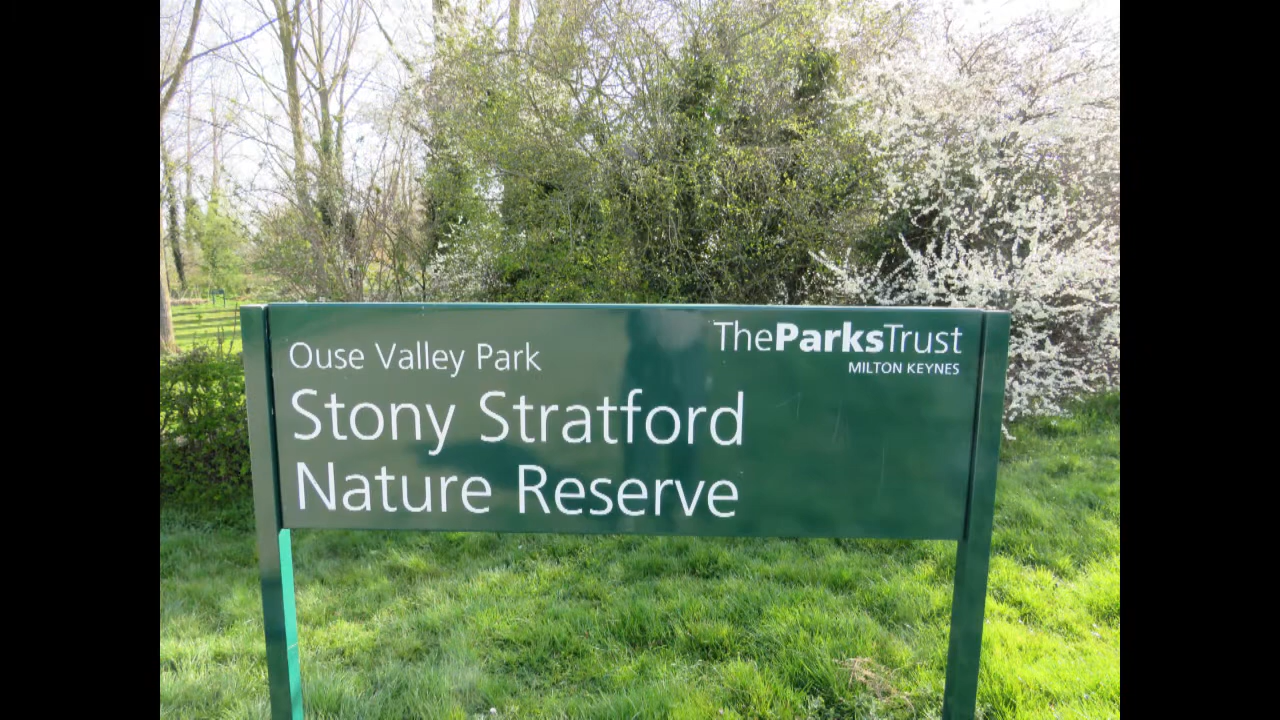 Ouse Valley Park
Stony Stratford
Nature Reserve
TheParksTrust
MILTON KEYNES